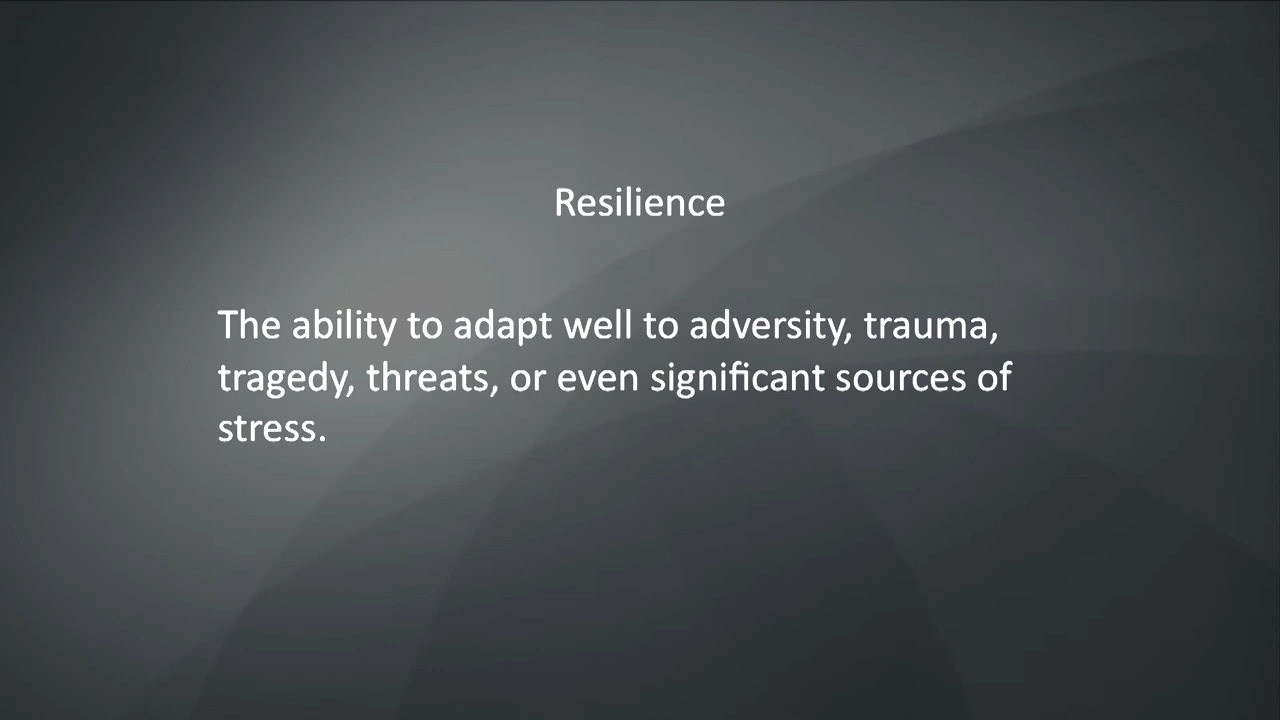 Resilience
The ability to adapt well to adversity, trauma,
tragedy, threats, or even significant sources of
stress.